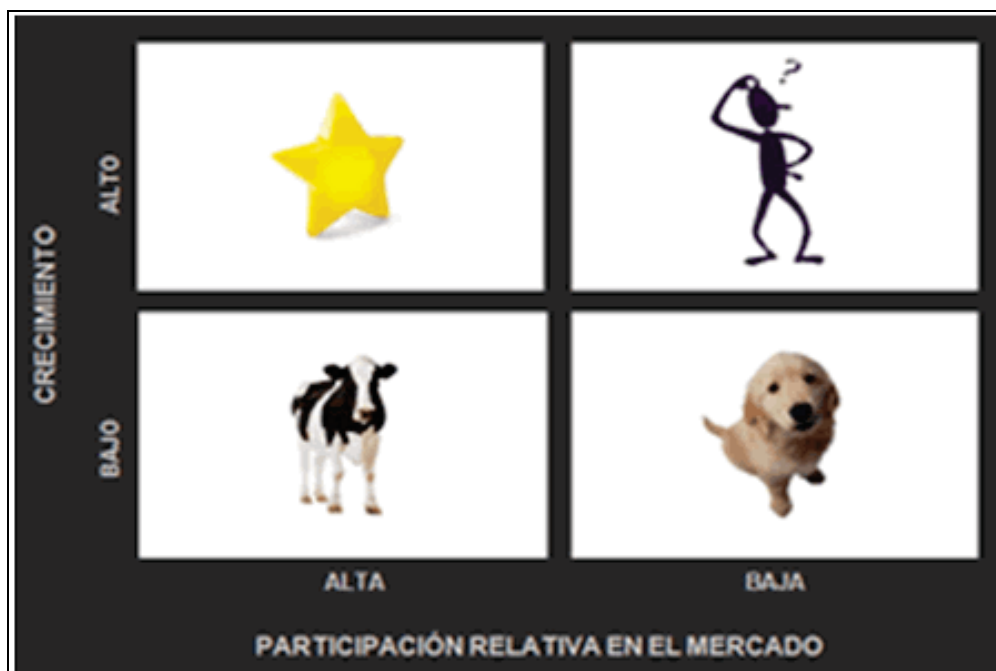 ALTO
?
CRECIMIENTO
BAJO
ALTA
BAJA
PARTICIPACIÓN RELATIVA EN EL MERCADO